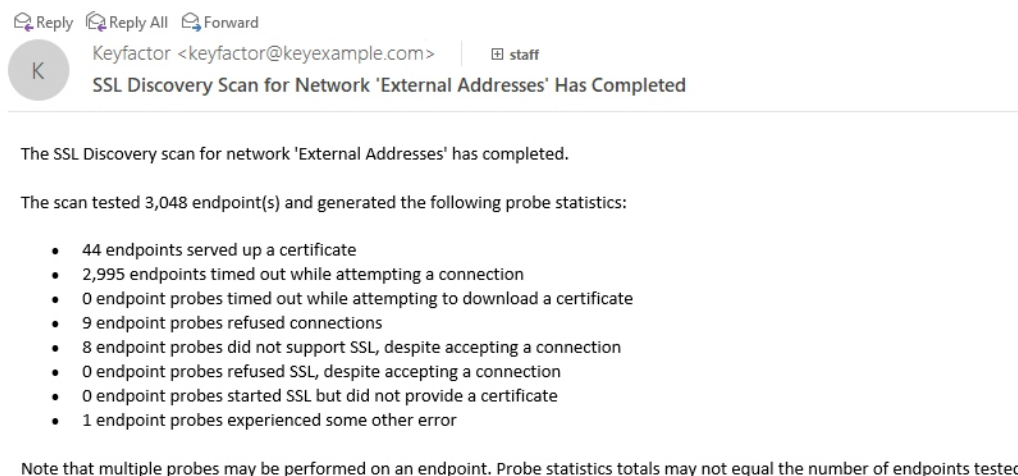 Reply Reply All Forward
K
Keyfactor <keyfactor@keyexample.com> staff
SSL Discovery Scan for Network 'External Addresses' Has Completed
The SSL Discovery scan for network 'External Addresses' has completed.
The scan tested 3,048 endpoint(s) and generated the following probe statistics:
• 44 endpoints served up a certificate
• 2,995 endpoints timed out while attempting a connection
• 0 endpoint probes timed out while attempting to download a certificate
• 9 endpoint probes refused connections
• 8 endpoint probes did not support SSL, despite accepting a connection
• 0 endpoint probes refused SSL, despite accepting a connection
• 0 endpoint probes started SSL but did not provide a certificate
• 1 endpoint probes experienced some other error
Note that multiple probes may be performed on an endpoint. Probe statistics totals may not equal the number of endpoints tested